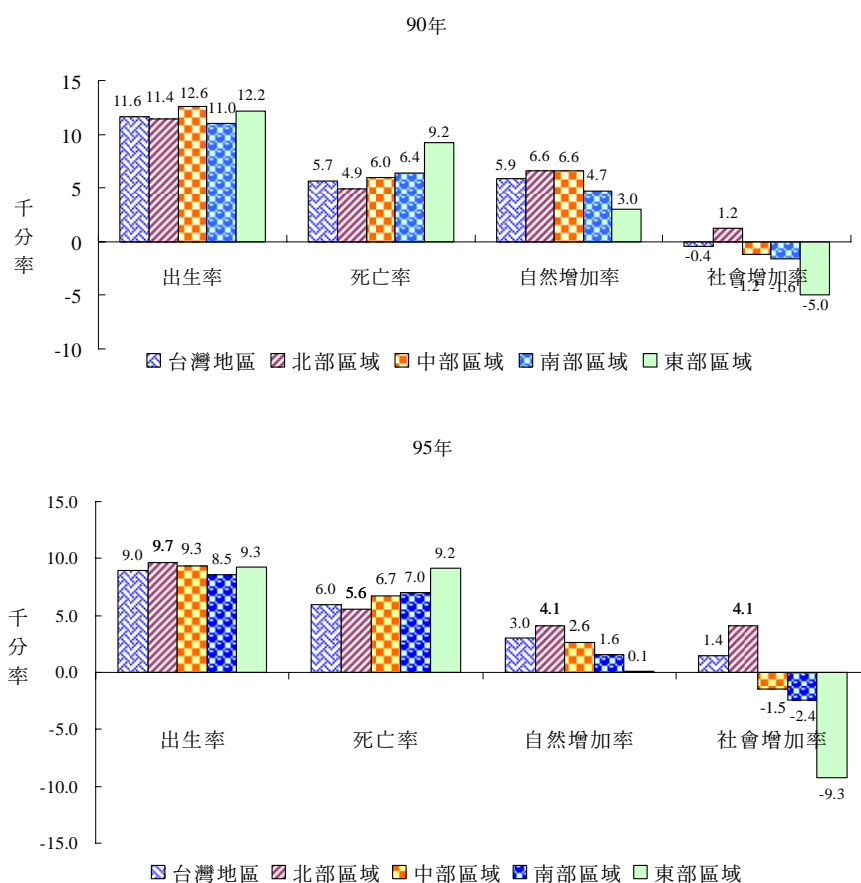 90年
15
10
5
0
-5
-10
千分率
11.6 11.4 12.6 11.0 12.2
5.7 4.9 6.0 6.4 9.2
5.9 6.6 6.6 4.7 3.0
-0.4 1.2 -1.2 -1.6 -5.0
出生率 死亡率 自然增加率 社會增加率
台灣地區 北部區域 中部區域 南部區域 東部區域
95年
15.0
10.0
5.0
0.0
-5.0
-10.0
-15.0
千分率
9.0 9.7 9.3 8.5 9.3
6.0 5.6 6.7 7.0 9.2
3.0 4.1 2.6 1.6 0.1
1.4 4.1 -1.5 -2.4 -9.3
出生率 死亡率 自然增加率 社會增加率
台灣地區 北部區域 中部區域 南部區域 東部區域